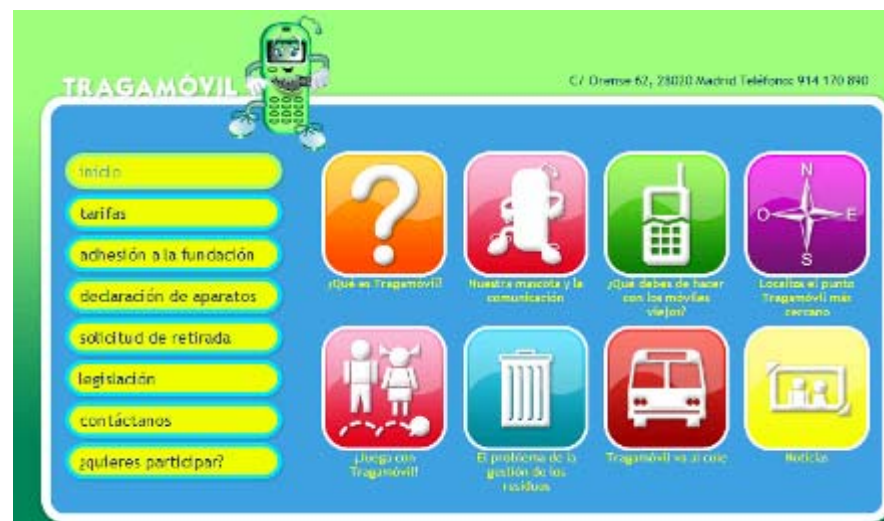 TRAGAMÓVIL
C/ Orense 62, 28020 Madrid Teléfono: 914 170 890
inicio
tarifas
adhesión a la fundación
declaración de aparatos
solicitud de retirada
legislación
contáctanos
¿quieres participar?
¿Qué es Tragamóvil?
Nuestra mascota y la
comunicación
¿Qué debes de hacer
con los móviles
viejos?
N
O
E
S
Localiza el punto
Tragamóvil más
cercano
¡Juega con
Tragamóvil!
El problema de la
gestión de los
residuos
Tragamóvil va al cole
Noticias